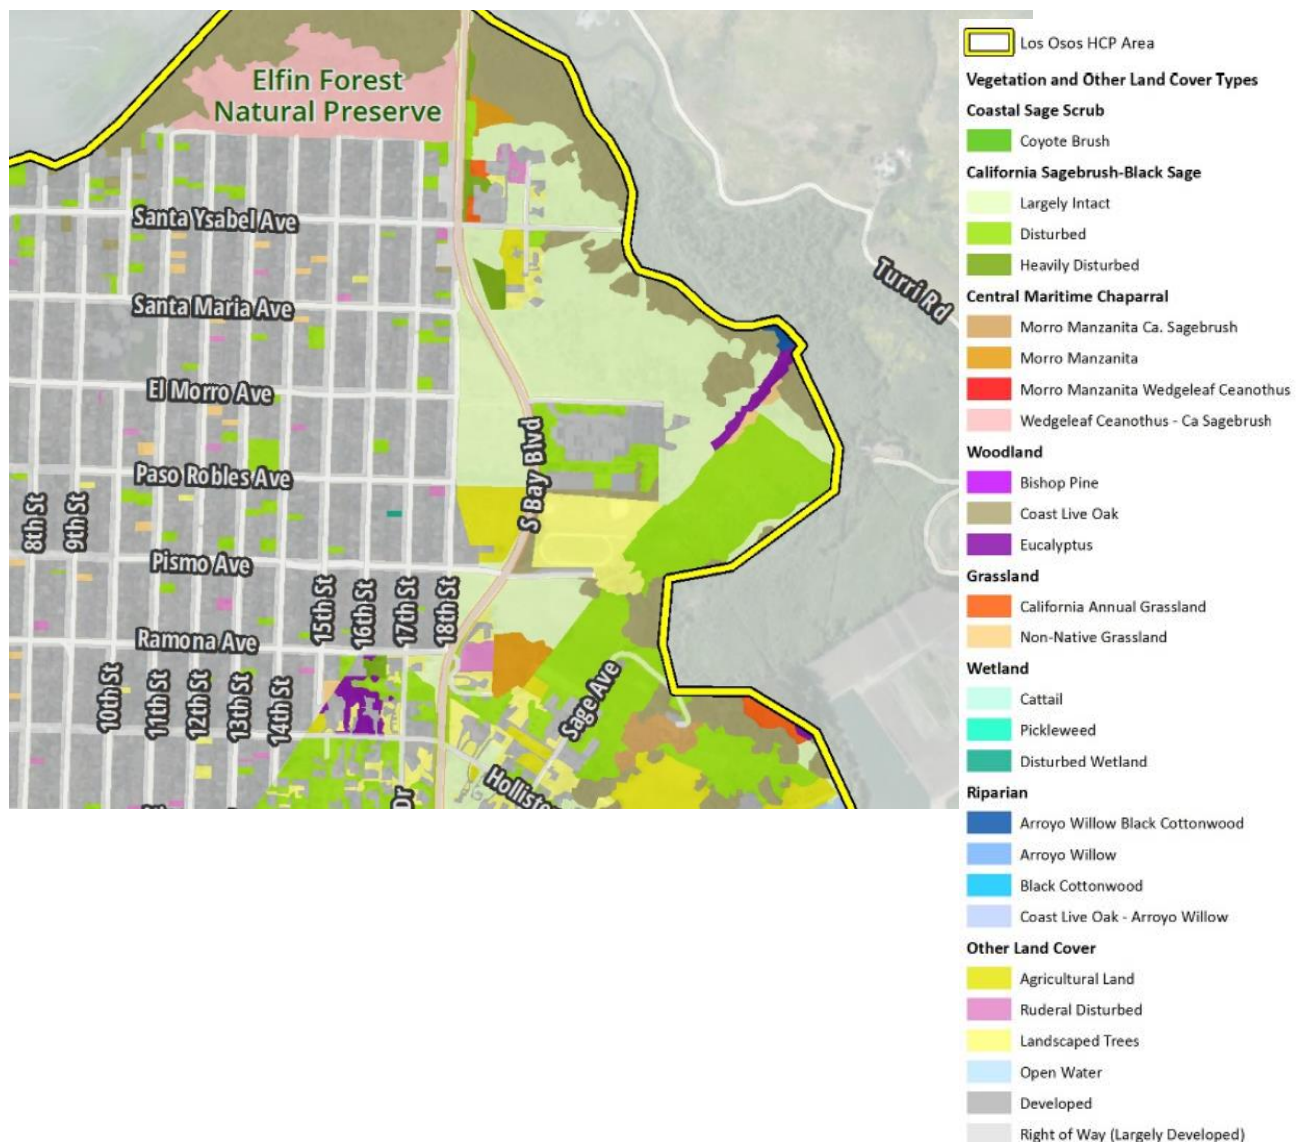 Elfin Forest
Natural Preserve
Santa Ysabel Ave
Santa Maria Ave
El Morro Ave
Paso Robles Ave
Pismo Ave
Ramona Ave
8th St
9th St
10th St
11th St
12th St
13th St
14th St
15th St
16th St
17th St
18th St
S Bay Blvd
Turri Rd
Sage Ave
Holliste
Dr
Los Osos HCP Area
Vegetation and Other Land Cover Types
Coastal Sage Scrub
Coyote Brush
California Sagebrush-Black Sage
Largely Intact
Disturbed
Heavily Disturbed
Central Maritime Chaparral
Morro Manzanita Ca. Sagebrush
Morro Manzanita
Morro Manzanita Wedgeleaf Ceanothus
Wedgeleaf Ceanothus - Ca Sagebrush
Woodland
Bishop Pine
Coast Live Oak
Eucalyptus
Grassland
California Annual Grassland
Non-Native Grassland
Wetland
Cattail
Pickleweed
Disturbed Wetland
Riparian
Arroyo Willow Black Cottonwood
Arroyo Willow
Black Cottonwood
Coast Live Oak - Arroyo Willow
Other Land Cover
Agricultural Land
Ruderal Disturbed
Landscaped Trees
Open Water
Developed
Right of Way (Largely Developed)